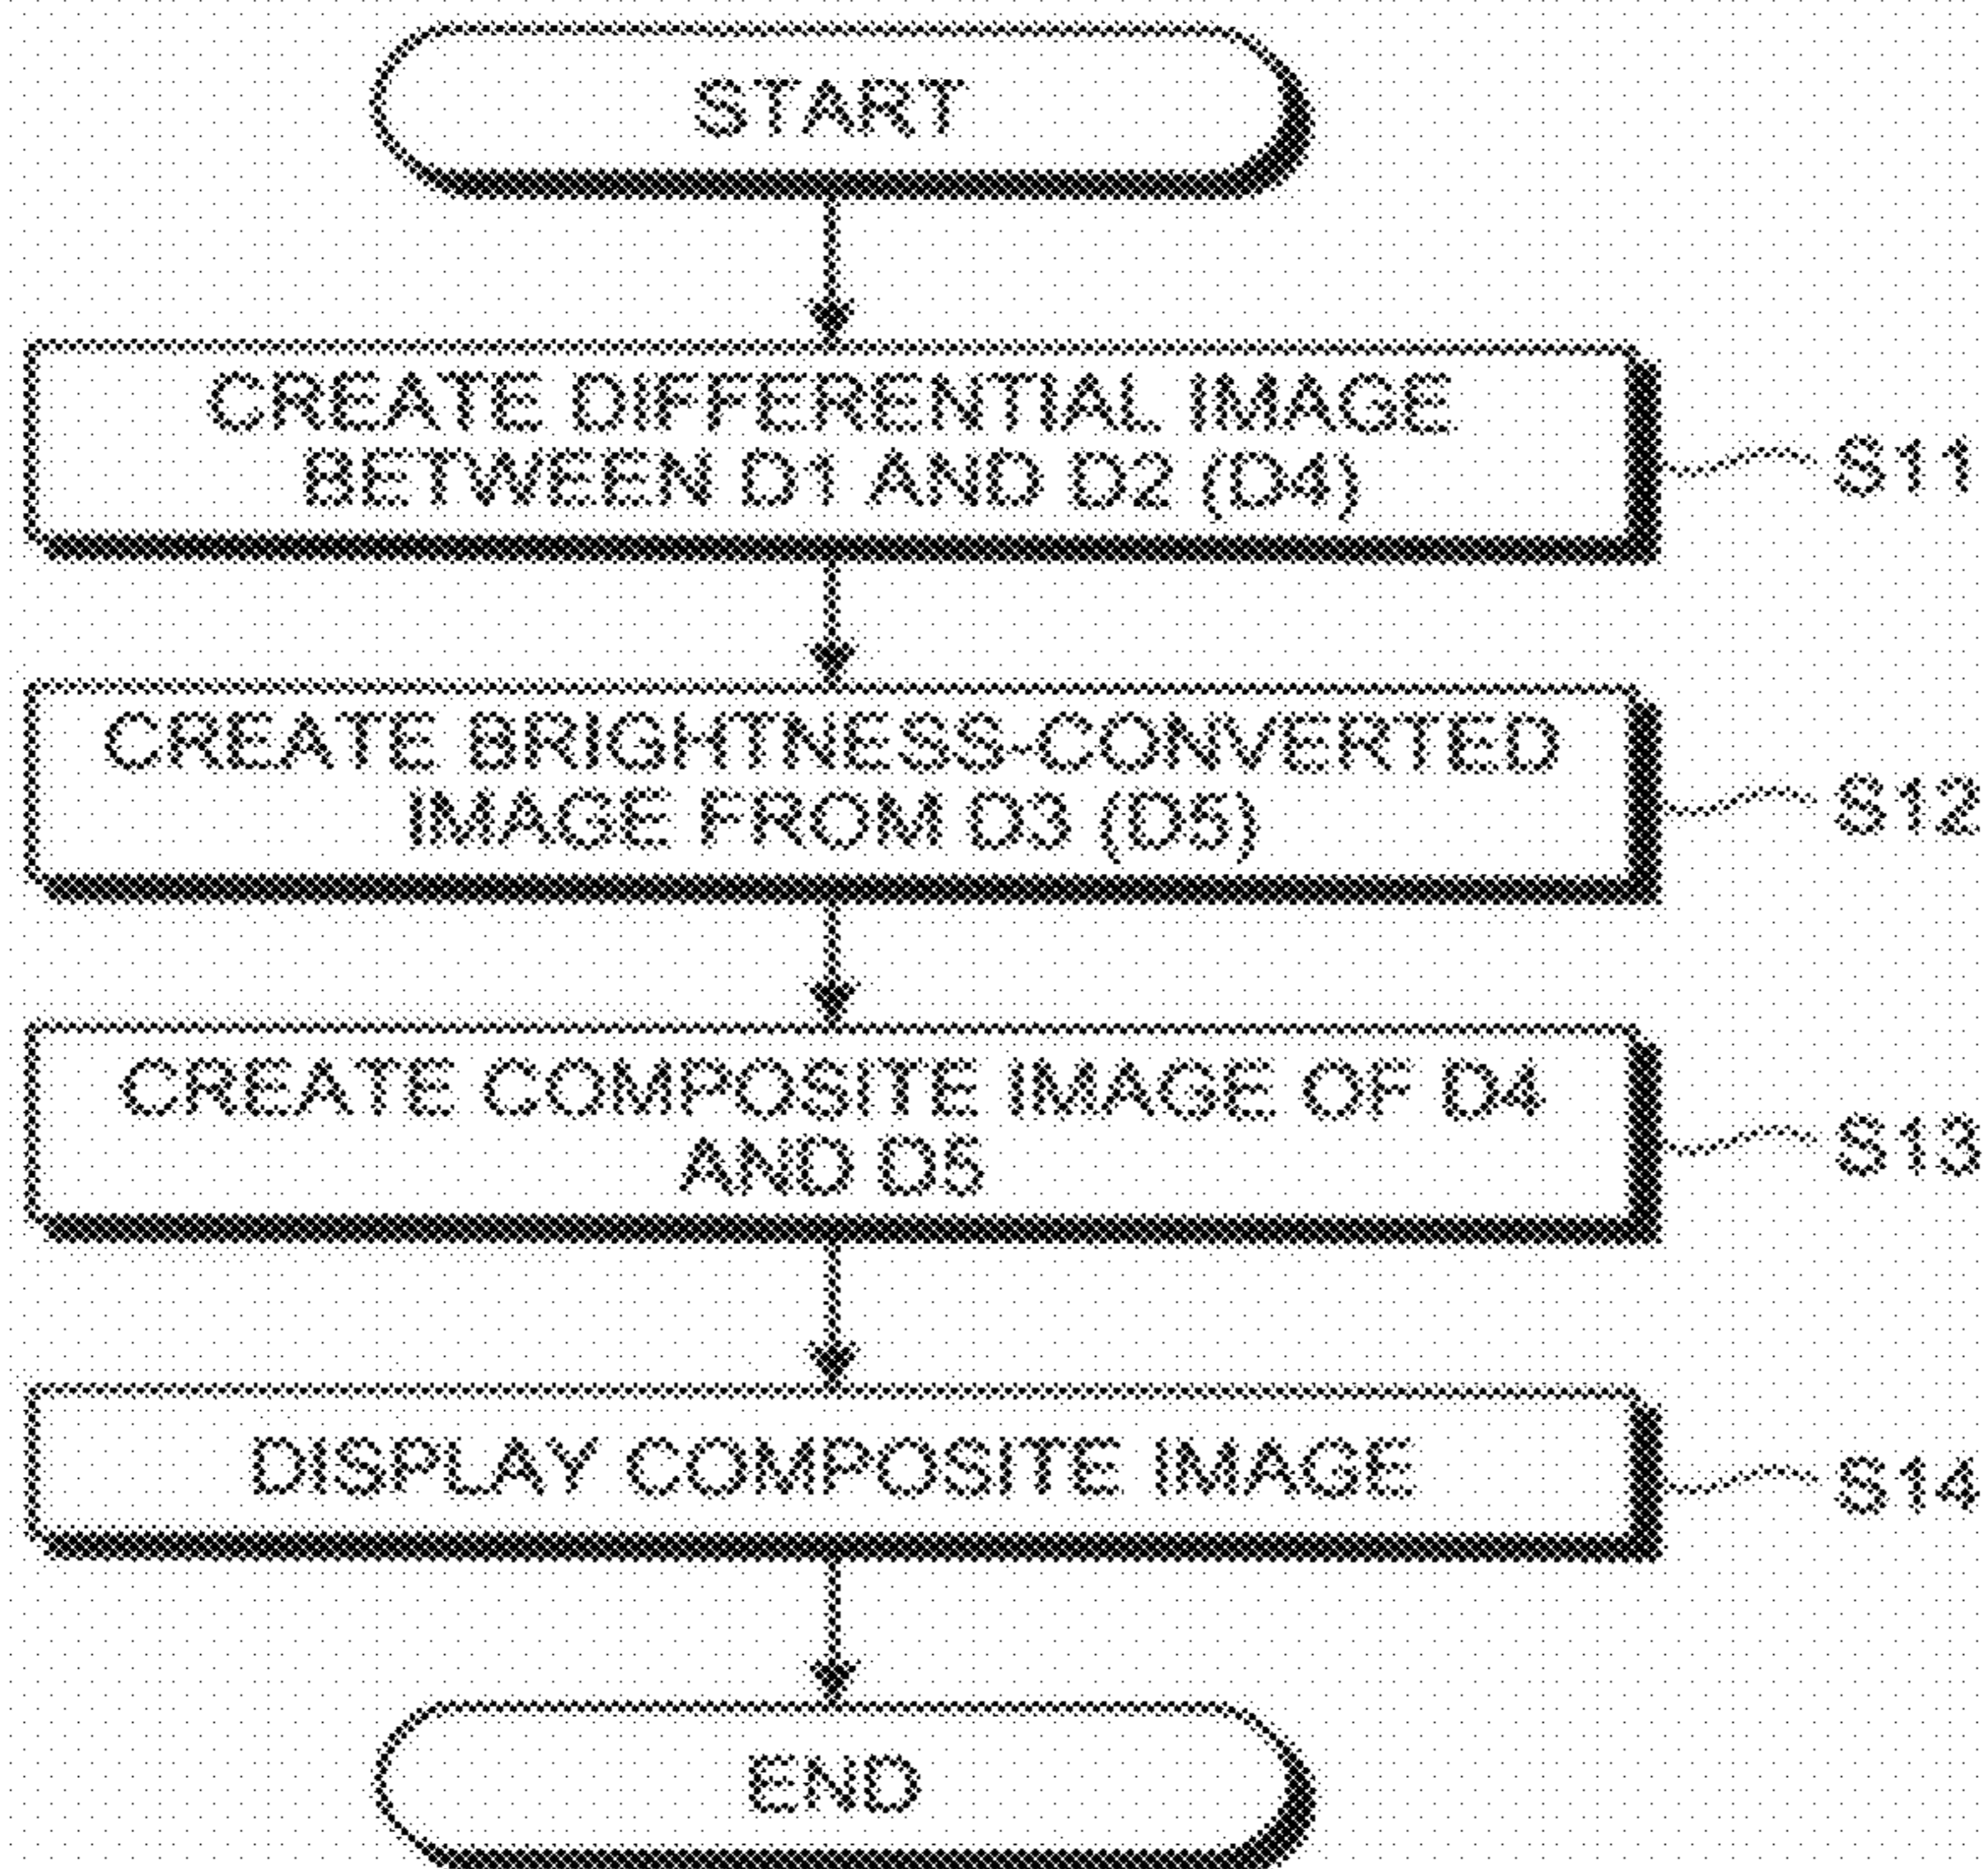 START
CREATE DIFFERENTIAL IMAGE
BETWEEN D1 AND D2 (D4)
S11
CREATE BRIGHTNESS-CONVERTED
IMAGE FROM D3 (D5)
S12
CREATE COMPOSITE IMAGE OF D4
AND D5
S13
DISPLAY COMPOSITE IMAGE
S14
END